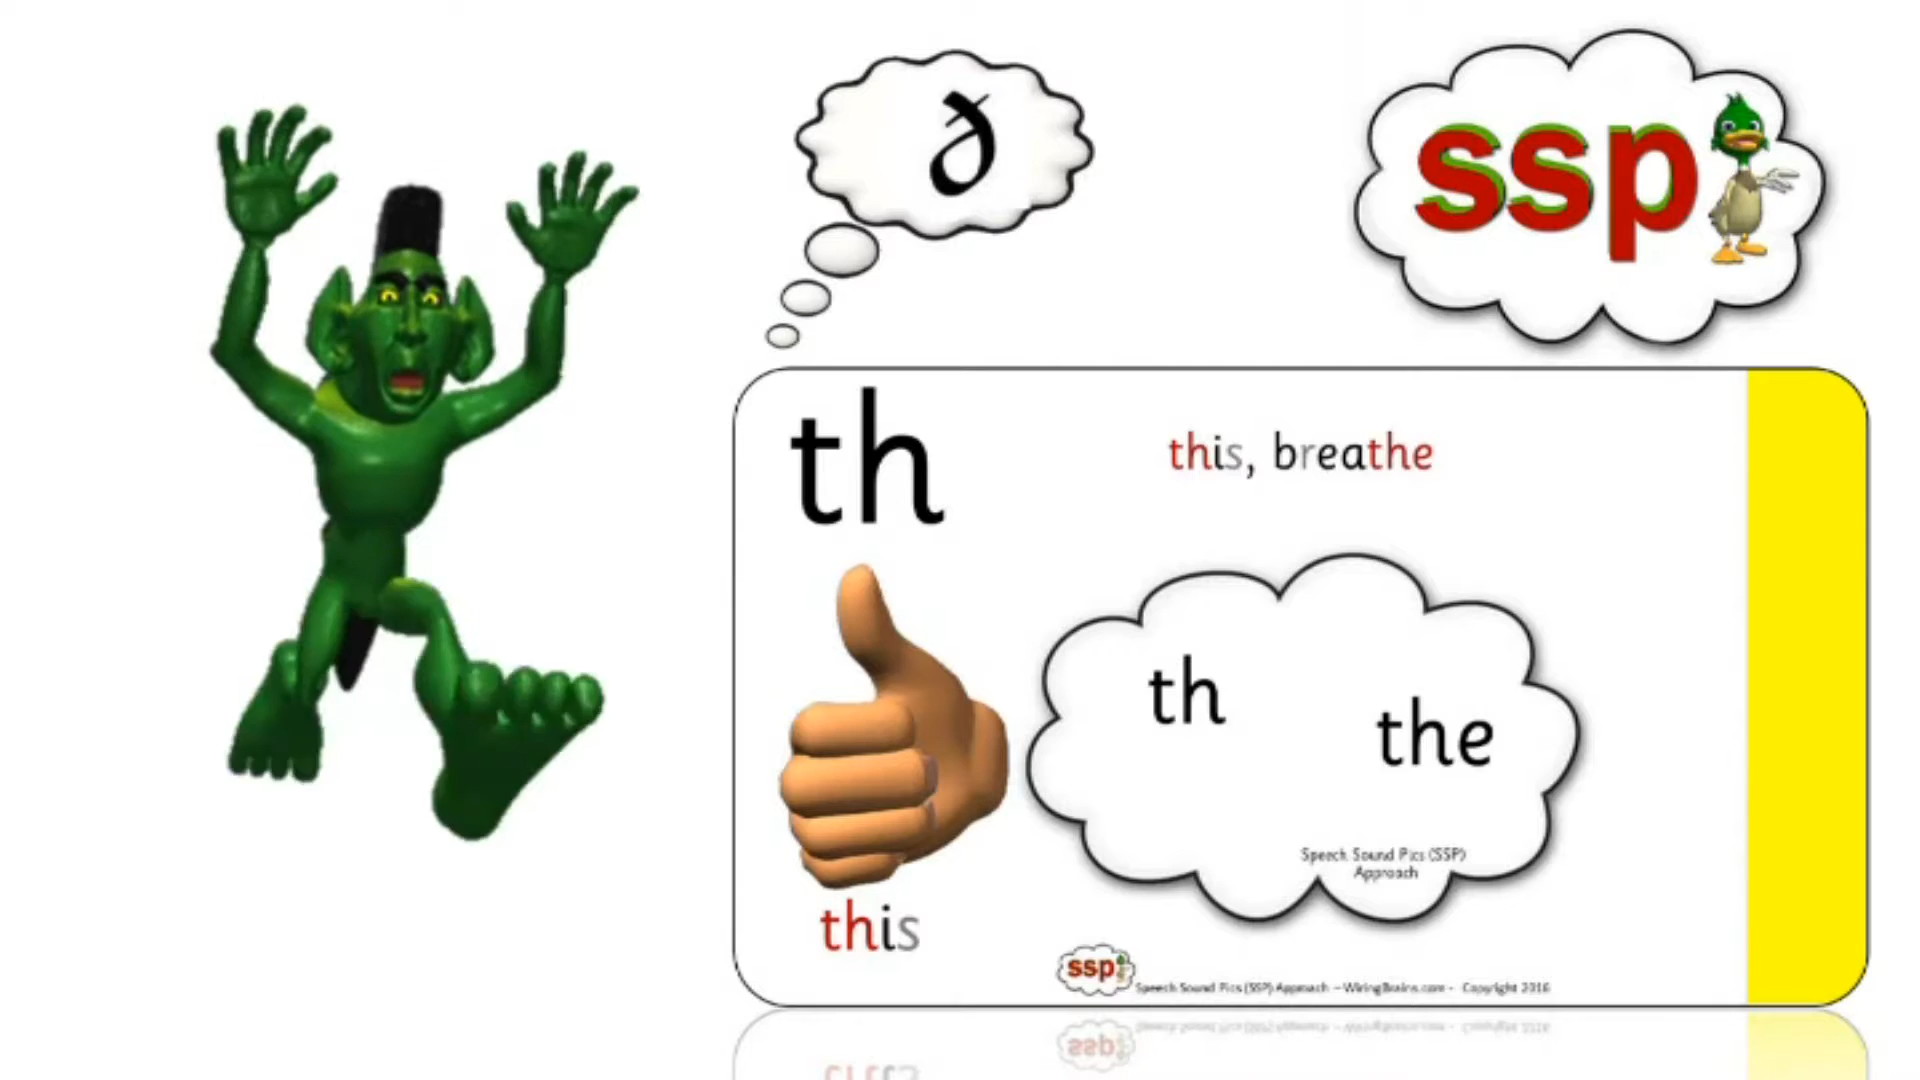 ð
ssp
th
this, breathe
th
the
Speech Sound Pics (SSP)
Approach
this
ssp
Speech Sound Pics (SSP) Approach - WiringBrains.com - Copyright 2016